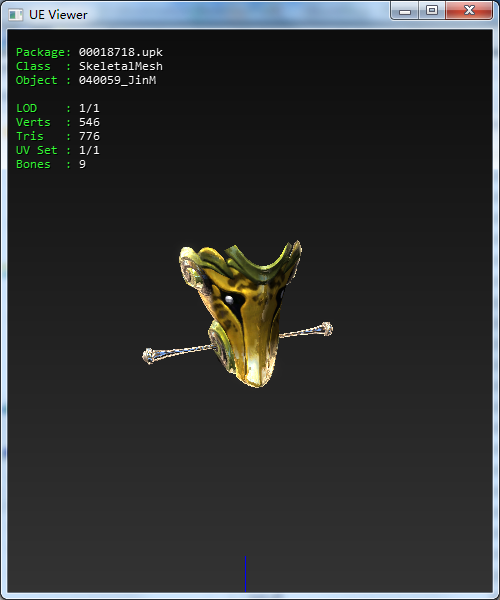 UE Viewer
Package: 00018718.upk
Class : SkeletalMesh
Object : 040059_JinM
LOD : 1/1
Verts : 546
Tris : 776
UV Set : 1/1
Bones : 9